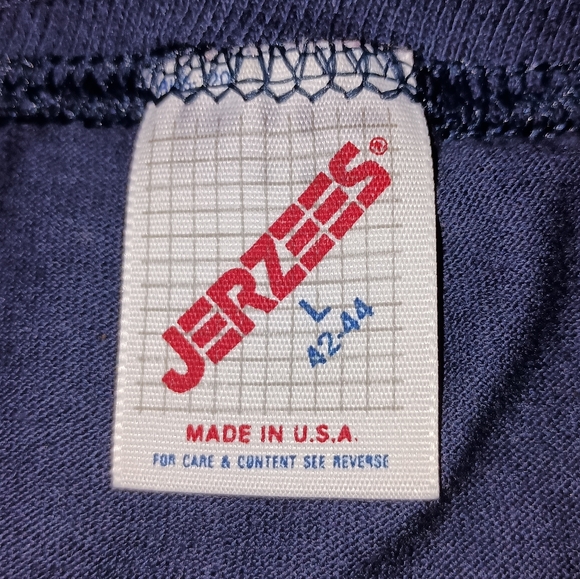 JERZEES®
L
42-44
MADE IN U.S.A.
FOR CARE & CONTENT SEE REVERSE